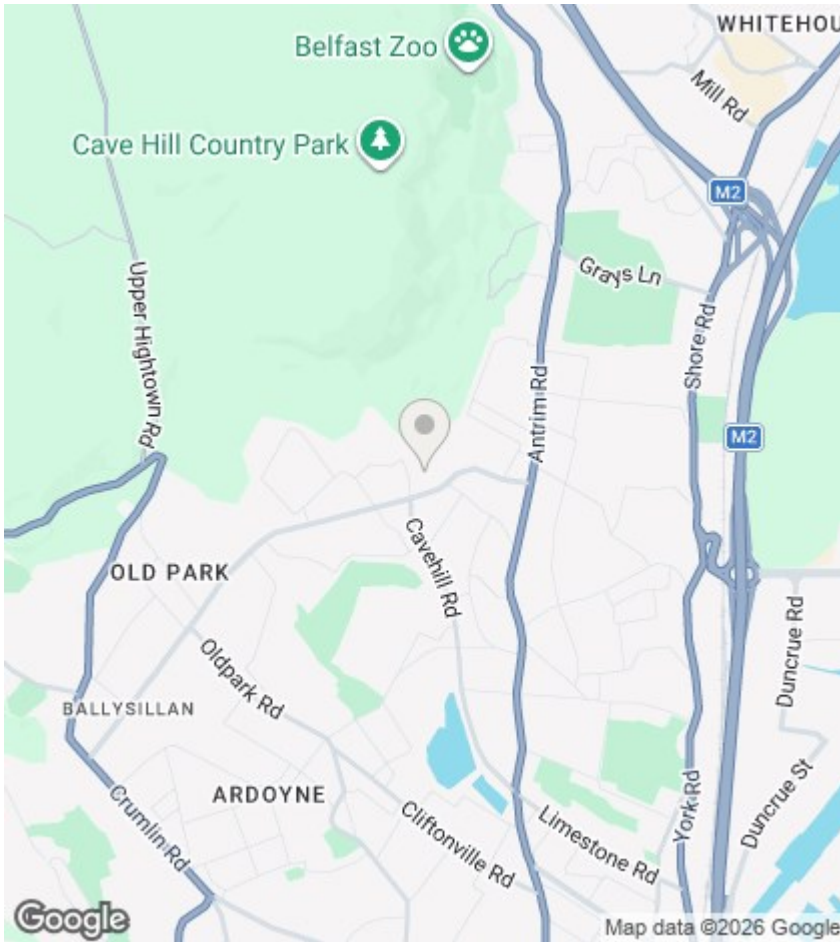 WHITEHOU
Belfast Zoo
Mill Rd
Cave Hill Country Park
M2
Grays Ln
Upper Hightown Rd
Shore Rd
Antrim Rd
M2
Cavehill Rd
OLD PARK
Duncrue Rd
Oldpark Rd
BALLYSILLAN
ARDOYNE
Crumlin Rd
Cliftonville Rd
Limestone Rd
York Rd
Duncrue St
Google
Map data ©2026 Google